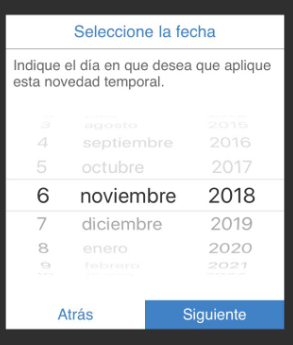 Seleccione la fecha
Indique el día en que desea que aplique
esta novedad temporal.
3 agosto 2015
4 septiembre 2016
5 octubre 2017
6 noviembre 2018
7 diciembre 2019
8 enero 2020
9 febrero 2021
Atrás Siguiente